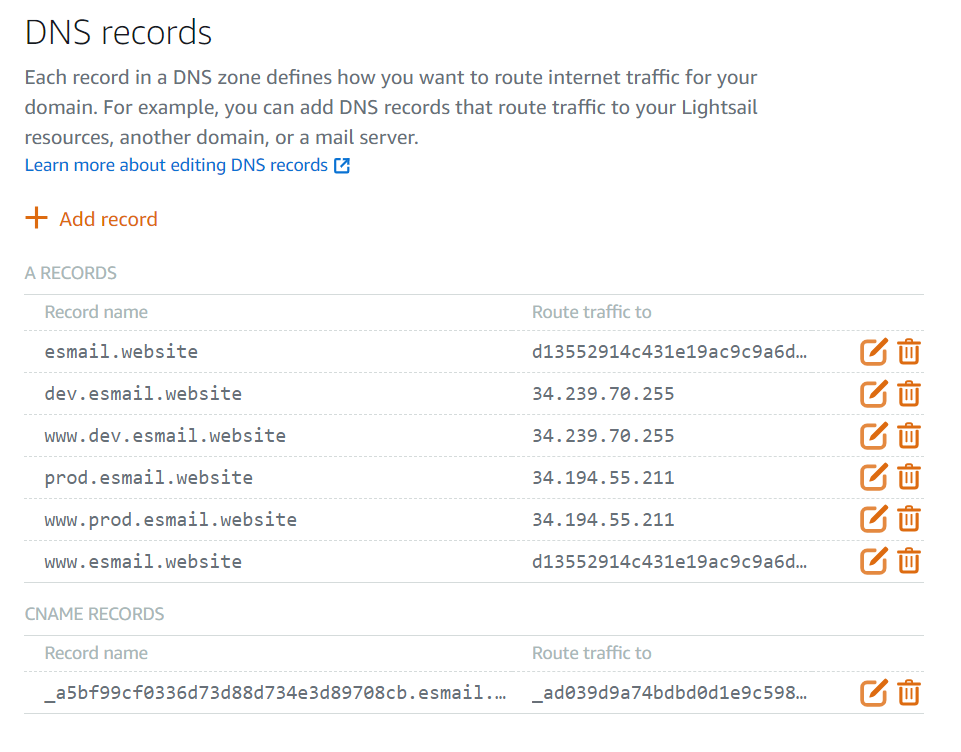 DNS records
Each record in a DNS zone defines how you want to route internet traffic for your
domain. For example, you can add DNS records that route traffic to your Lightsail
resources, another domain, or a mail server.
Learn more about editing DNS records
Add record
A RECORDS
Record name Route traffic to
esmail.website d13552914c431e19ac9c9a6d…
dev.esmail.website 34.239.70.255
www.dev.esmail.website 34.239.70.255
prod.esmail.website 34.194.55.211
www.prod.esmail.website 34.194.55.211
www.esmail.website d13552914c431e19ac9c9a6d…
CNAME RECORDS
Record name Route traffic to
_a5bf99cf0336d73d88d734e3d89708cb.esmail.… _ad039d9a74bdbd0d1e9c598…